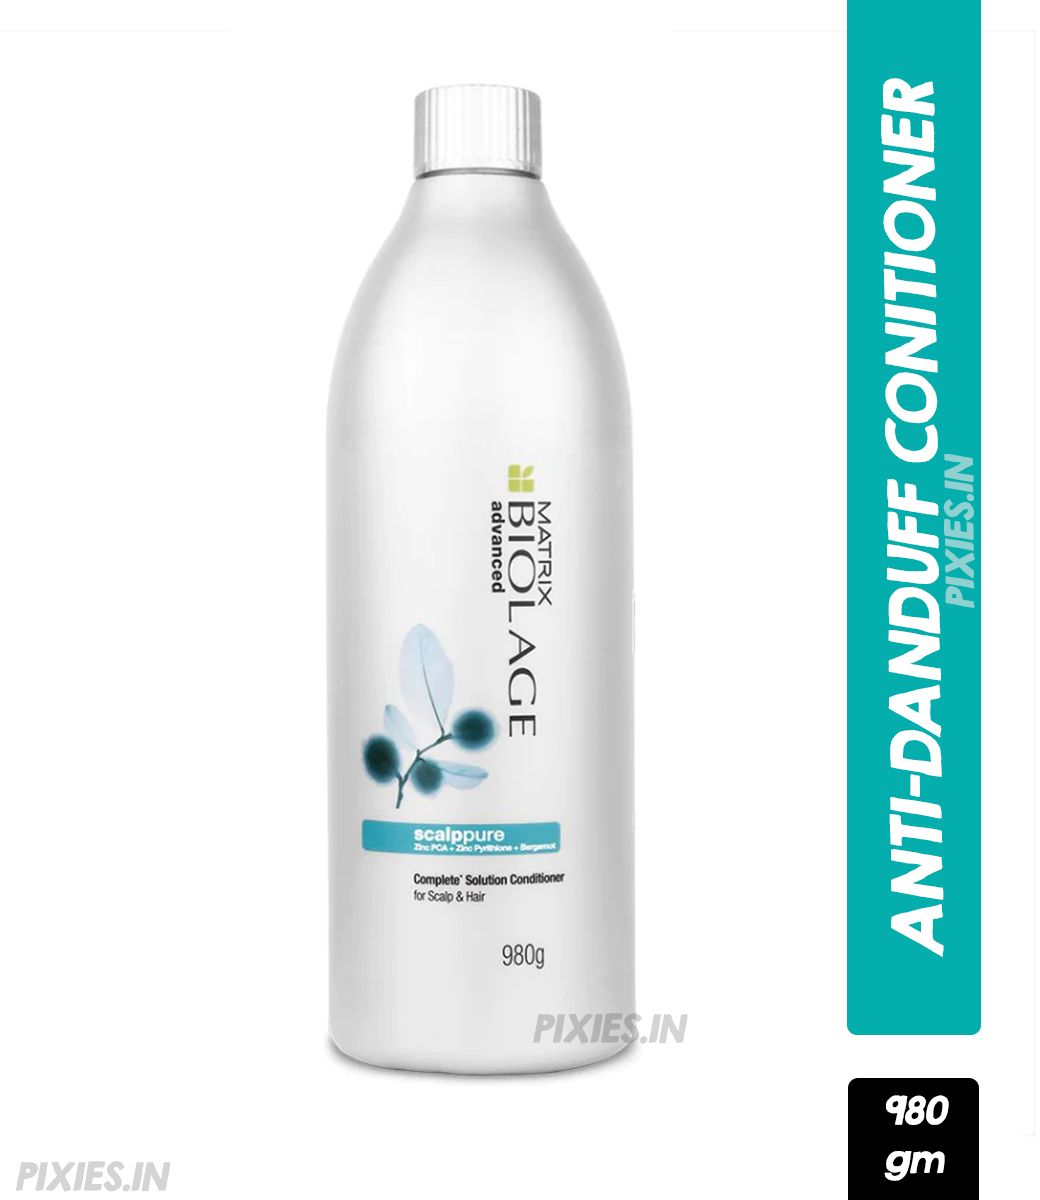 MATRIX
BIOLAGE
advanced
scalppure
Zinc PCA + Zinc Pyrithione + Bergamot
Complete* Solution Conditioner
for Scalp & Hair
980g
PIXIES.IN
PIXIES.IN
ANTI-DANDUFF CONITIONER
PIXIES.IN
980
gm